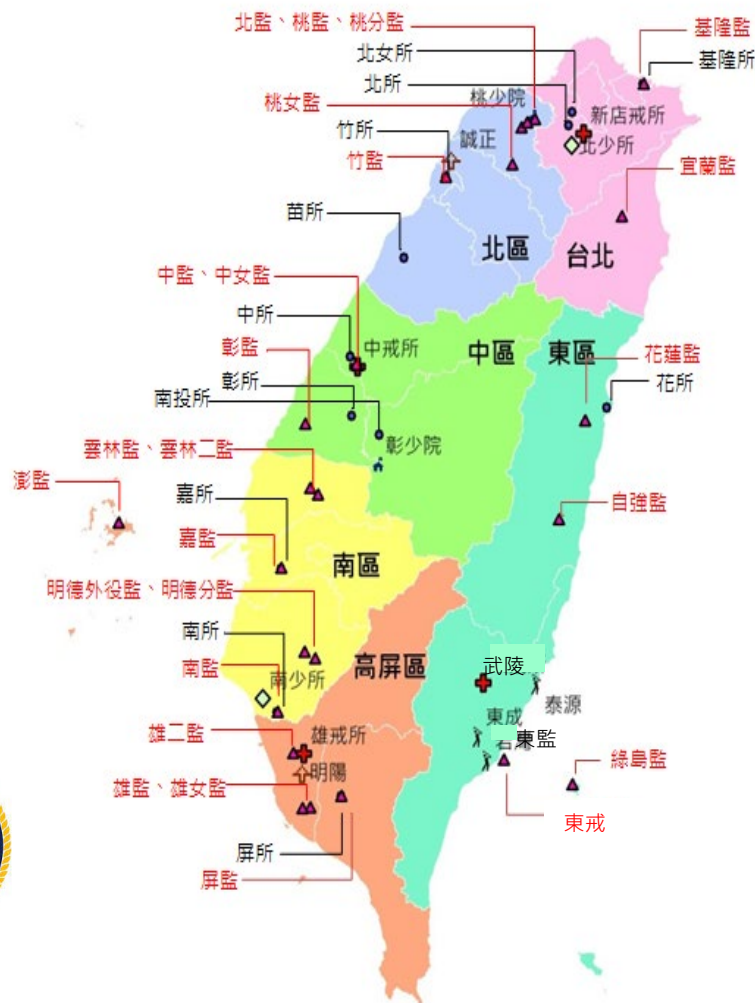 北監、桃監、桃分監
基隆監
北女所
基隆所
北所
桃少院
新店戒所
桃女監
竹所
誠正
北少所
竹監
宜蘭監
苗所
北區
台北
中監、中女監
中所
彰監
中戒所
中區
東區
花蓮監
彰所
花所
南投所
彰少院
雲林監、雲林二監
澎監
嘉所
自強監
嘉監
南區
明德外役監、明德分監
南所
高屏區
武陵
南監
南少所
泰源
東成
雄二監
雄戒所
東監
綠島監
明陽
雄監、雄女監
東戒
屏所
屏監